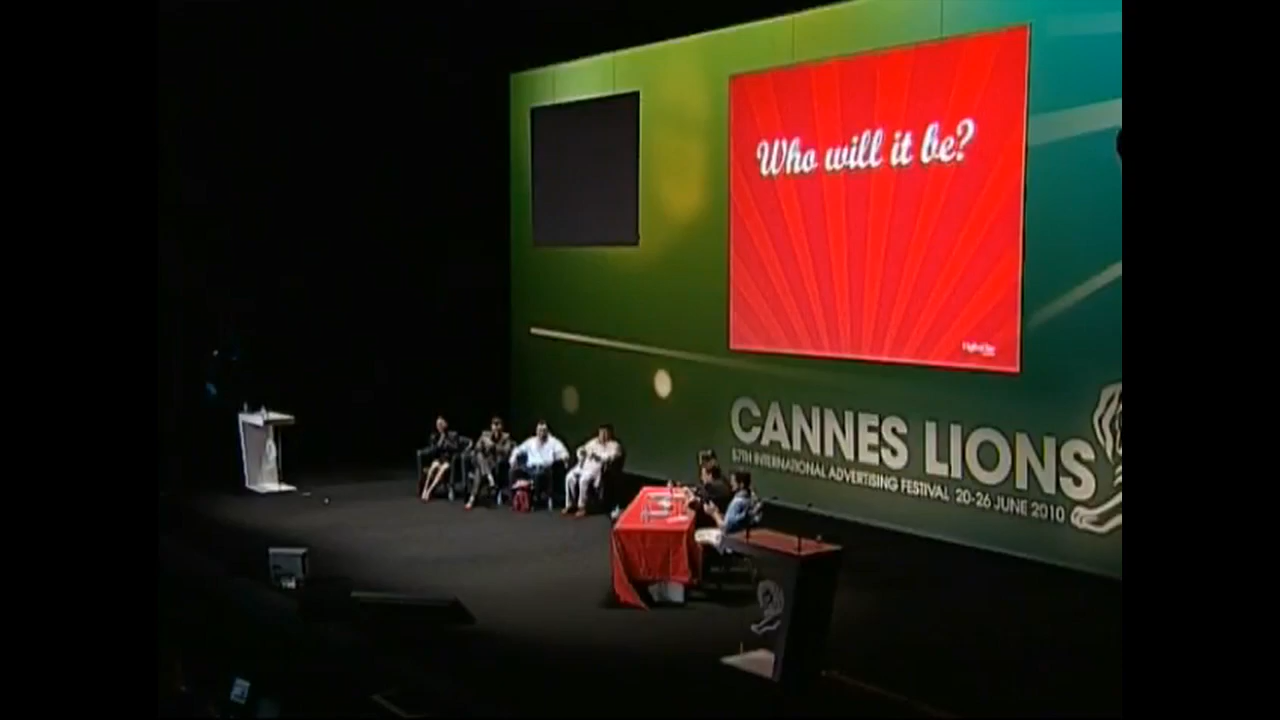 Who will it be?
CANNES LIONS
57TH INTERNATIONAL ADVERTISING FESTIVAL 20-26 JUNE 2010